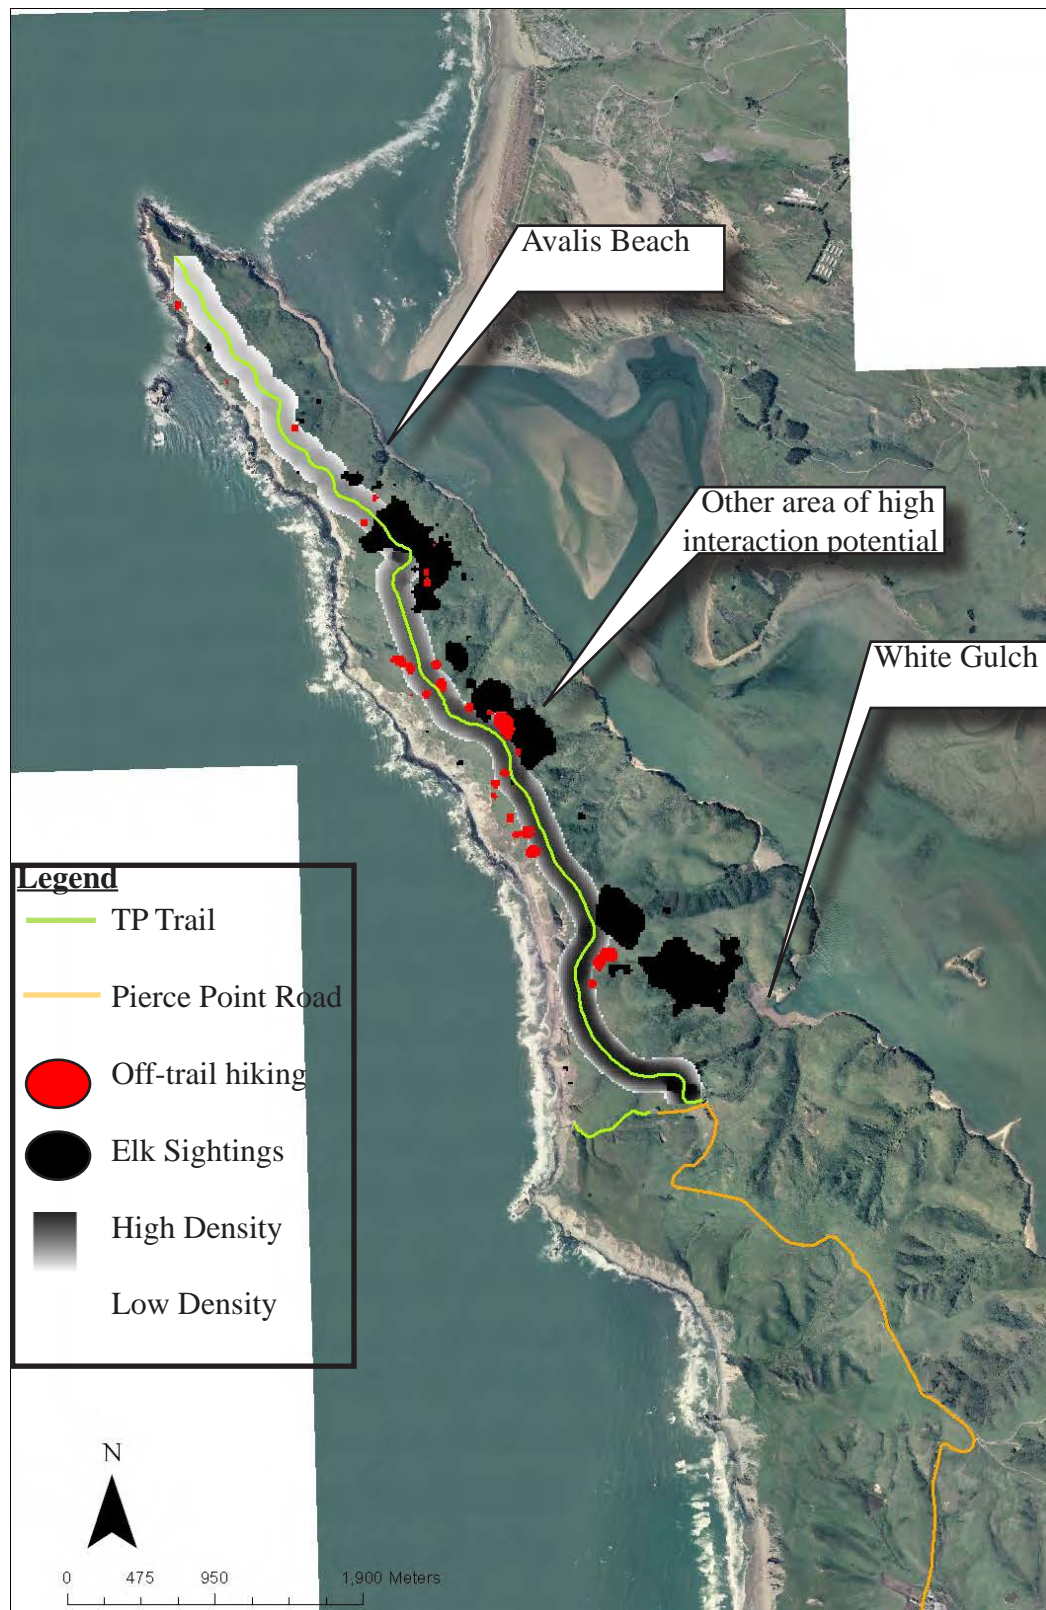 Avalis Beach
Other area of high
interaction potential
White Gulch
Legend
TP Trail
Pierce Point Road
Off-trail hiking
Elk Sightings
High Density
Low Density
N
0 475 950 1,900 Meters